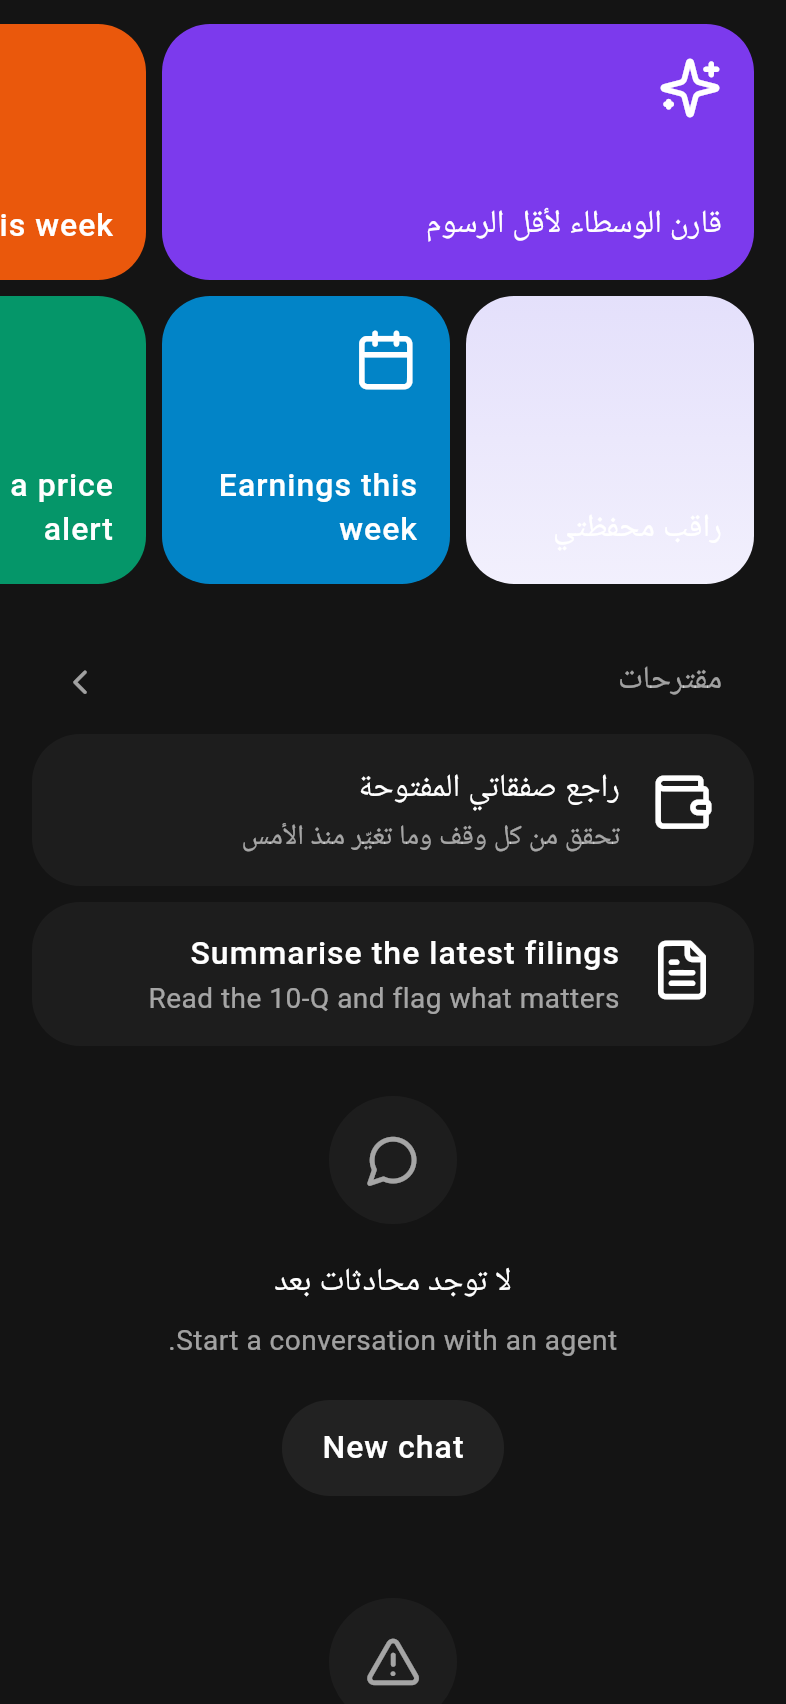 قارن الوسطاء لأقل الرسوم
is week
راقب محفظتي
Earnings this
week
a price
alert
مقترحات
راجع صفقاتي المفتوحة
تحقق من كل وقف وما تغيّر منذ الأمس
Summarise the latest filings
Read the 10-Q and flag what matters
لا توجد محادثات بعد
.Start a conversation with an agent
New chat